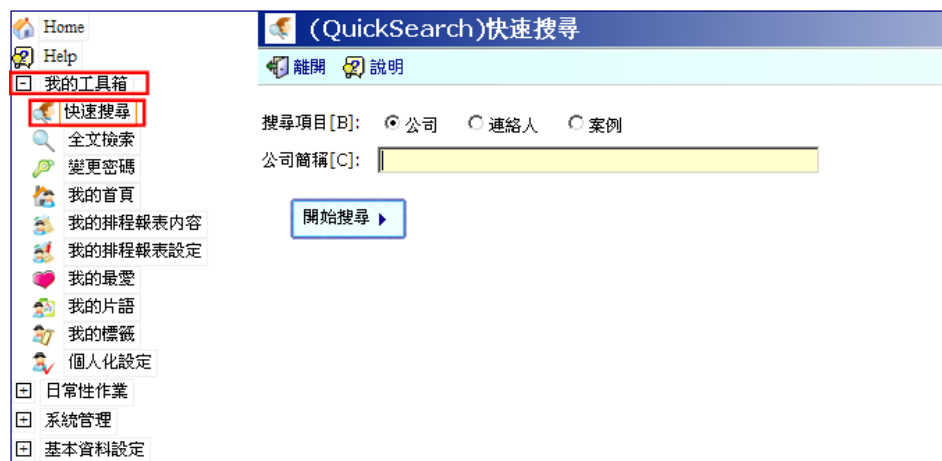 Home
Help
我的工具箱
快速搜尋
全文檢索
變更密碼
我的首頁
我的排程報表內容
我的排程報表設定
我的最愛
我的片語
我的標籤
個人化設定
日常性作業
系統管理
基本資料設定
(QuickSearch)快速搜尋
離開 說明
搜尋項目[B]: 公司 連絡人 案例
公司簡稱[C]:
開始搜尋